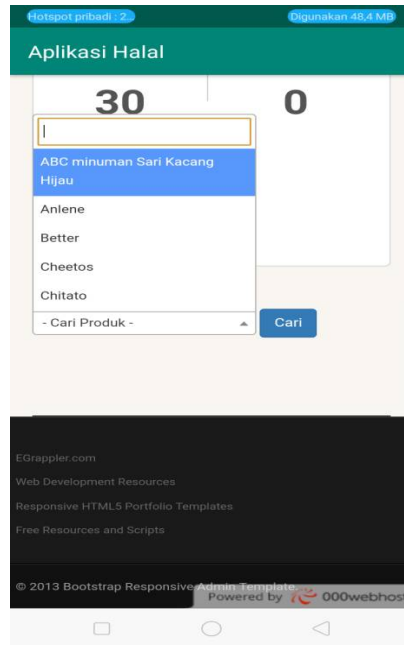 Hotspot pribadi : 2...
Digunakan 48,4 MB
Aplikasi Halal
30
0
ABC minuman Sari Kacang
Hijau
Anlene
Better
Cheetos
Chitato
- Cari Produk -
Cari
EGrappler.com
Web Development Resources
Responsive HTML5 Portfolio Templates
Free Resources and Scripts
© 2013 Bootstrap Responsive Admin Template.
Powered by 000webhos